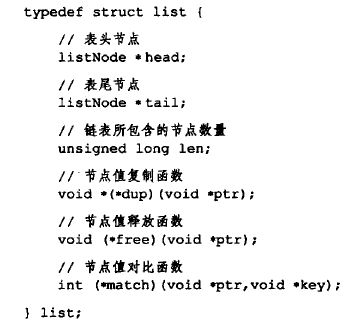 typedef struct list {
// 表头节点
listNode *head;
// 表尾节点
listNode *tail;
// 链表所包含的节点数量
unsigned long len;
// 节点值复制函数
void *(*dup)(void *ptr);
// 节点值释放函数
void (*free)(void *ptr);
// 节点值对比函数
int (*match)(void *ptr,void *key);
} list;